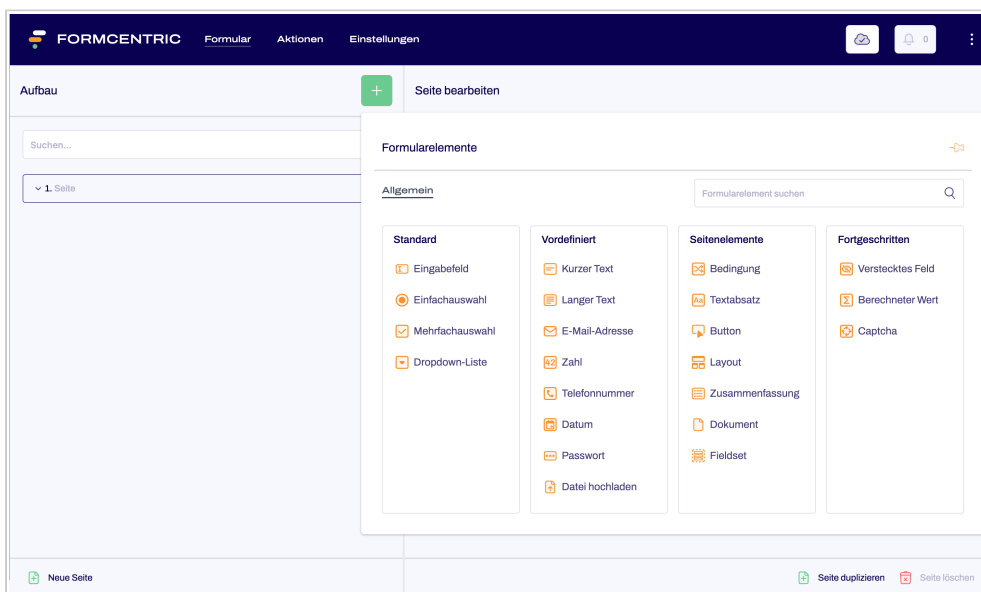 FORMCENTRIC Formular Aktionen Einstellungen 0
Aufbau
Seite bearbeiten
Suchen...
1. Seite
Formularelemente
Allgemein
Formularelement suchen
Standard
Eingabefeld
Einfachauswahl
Mehrfachauswahl
Dropdown-Liste
Vordefiniert
Kurzer Text
Langer Text
E-Mail-Adresse
42 Zahl
Telefonnummer
Datum
Passwort
Datei hochladen
Seitenelemente
Bedingung
Aa Textabsatz
Button
Layout
Zusammenfassung
Dokument
Fieldset
Fortgeschritten
Verstecktes Feld
Σ Berechneter Wert
Captcha
Neue Seite
Seite duplizieren
Seite löschen